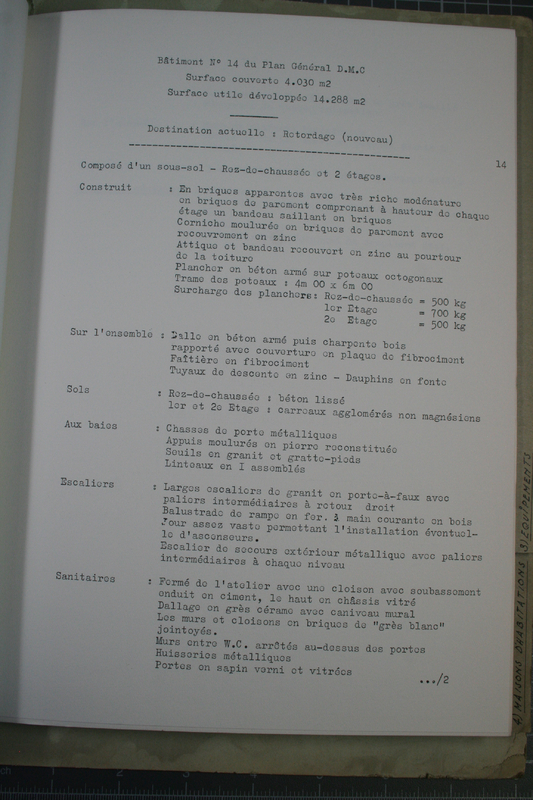 Bâtiment N° 14 du Plan Général D.M.C
Surface couverte 4.030 m2
Surface utile développée 14.288 m2
Destination actuelle : Retordage (nouveau)
14
Composé d'un sous-sol - Rez-de-chaussée et 2 étages.
Construit : En briques apparentes avec très riche modénature
en briques de parement comprenant à hauteur de chaque
étage un bandeau saillant en briques
Corniche moulurée en briques de parement avec
recouvrement en zinc
Attique et bandeau recouvert en zinc au pourtour
de la toiture
Plancher en béton armé sur poteaux octogonaux
Trame des poteaux : 4m 00 x 6m 00
Surcharge des planchers: Rez-de-chaussée = 500 kg
1er Etage = 700 kg
2e Etage = 500 kg
Sur l'ensemble : Dalle en béton armé puis charpente bois
rapporté avec couverture en plaque de fibrociment
Faîtière en fibrociment
Tuyaux de descente en zinc - Dauphins en fonte
Sols : Rez-de-chaussée : béton lissé
1er et 2e Etage : carreaux agglomérés non magnésiens
Aux baies : Chasses de porte métalliques
Appuis moulurés en pierre reconstituée
Seuils en granit et gratte-pieds
Linteaux en I assemblés
Escaliers : Larges escaliers de granit en porte-à-faux avec
paliers intermédiaires à retour droit
Balustrade de rampe en fer. à main courante en bois
Jour assez vaste permettant l'installation éventuel-
le d'ascenseurs.
Escalier de secours extérieur métallique avec paliers
intermédiaires à chaque niveau
Sanitaires : Formé de l'atelier avec une cloison avec soubassement
enduit en ciment, le haut en châssis vitré
Dallage en grès cérame avec caniveau mural
Les murs et cloisons en briques de "grès blanc"
jointoyés.
Murs entre W.C. arrêtés au-dessus des portes
Huisseries métalliques
Portes en sapin verni et vitrées
.../2
4) MAISONS D'HABITATIONS 3) EQUIPEMENTS
1 2 3 4 5 6 7